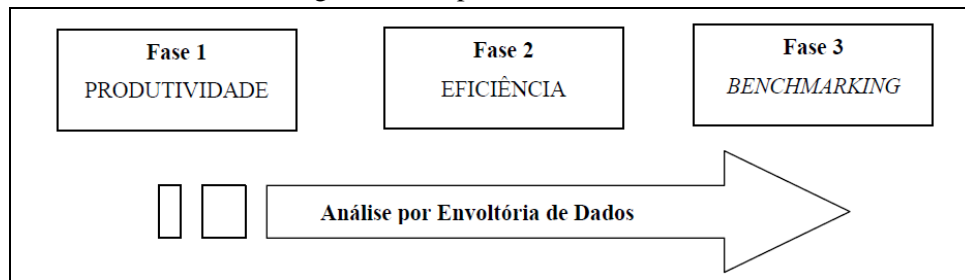 Fase 1
PRODUTIVIDADE
Fase 2
EFICIÊNCIA
Fase 3
BENCHMARKING
Análise por Envoltória de Dados